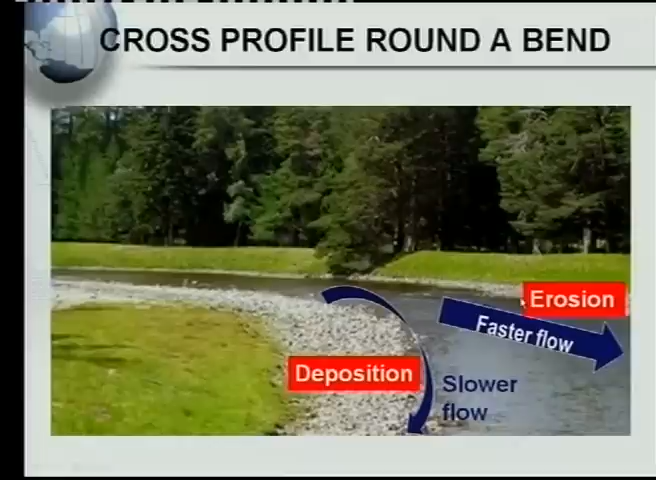 CROSS PROFILE ROUND A BEND
Erosion
Faster flow
Deposition
Slower
flow